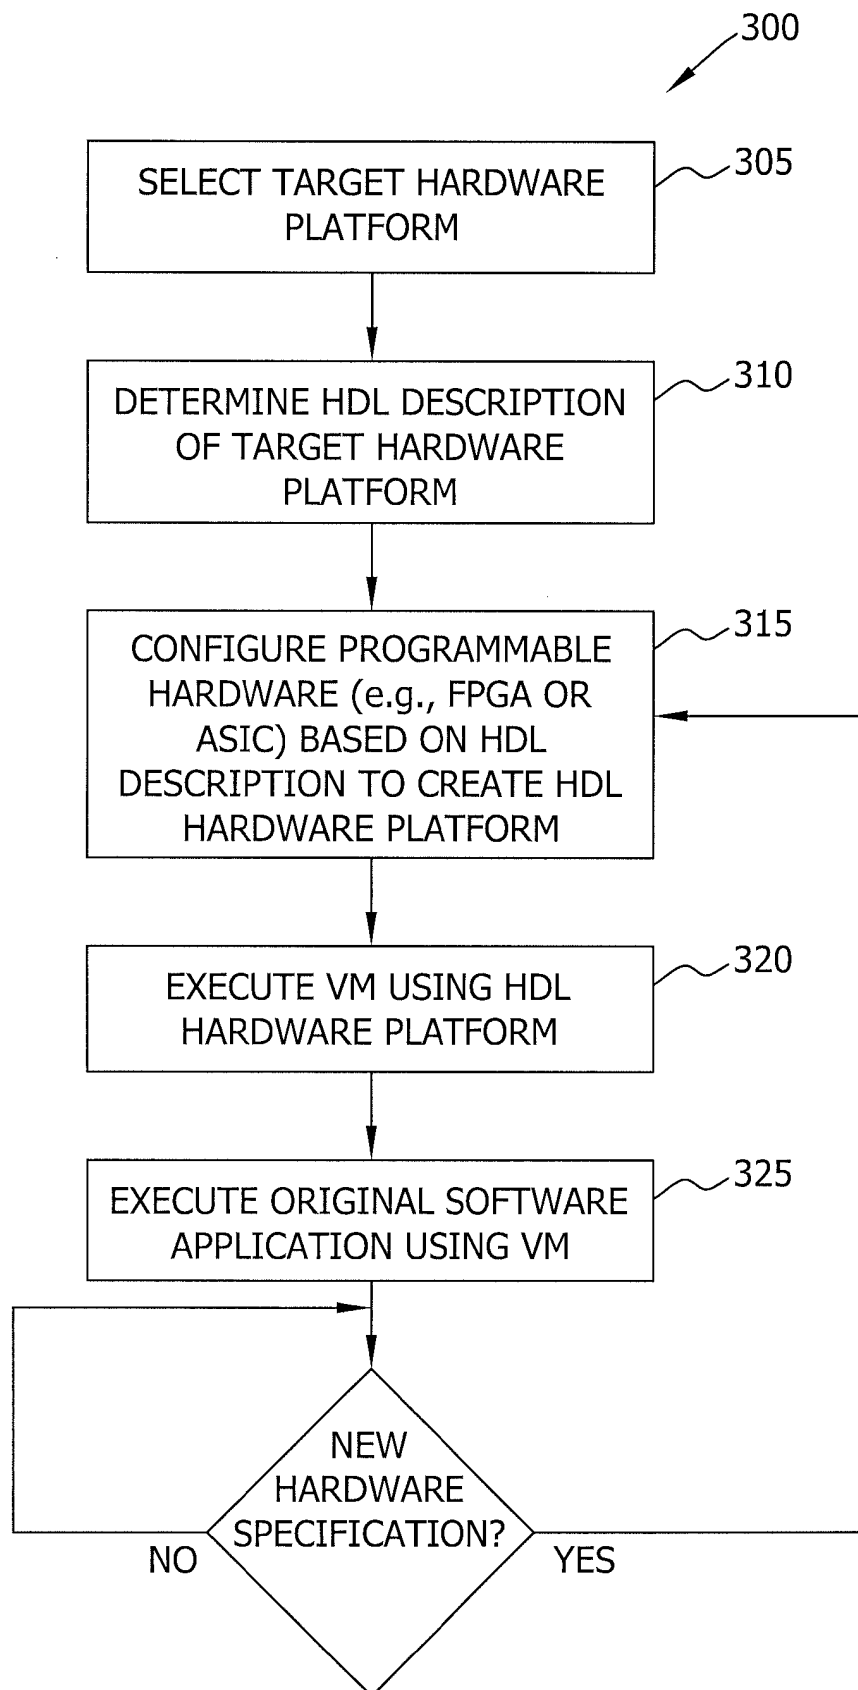 300
SELECT TARGET HARDWARE
PLATFORM
305
DETERMINE HDL DESCRIPTION
OF TARGET HARDWARE
PLATFORM
310
CONFIGURE PROGRAMMABLE
HARDWARE (e.g., FPGA OR
ASIC) BASED ON HDL
DESCRIPTION TO CREATE HDL
HARDWARE PLATFORM
315
EXECUTE VM USING HDL
HARDWARE PLATFORM
320
EXECUTE ORIGINAL SOFTWARE
APPLICATION USING VM
325
NEW
HARDWARE
SPECIFICATION?
NO
YES